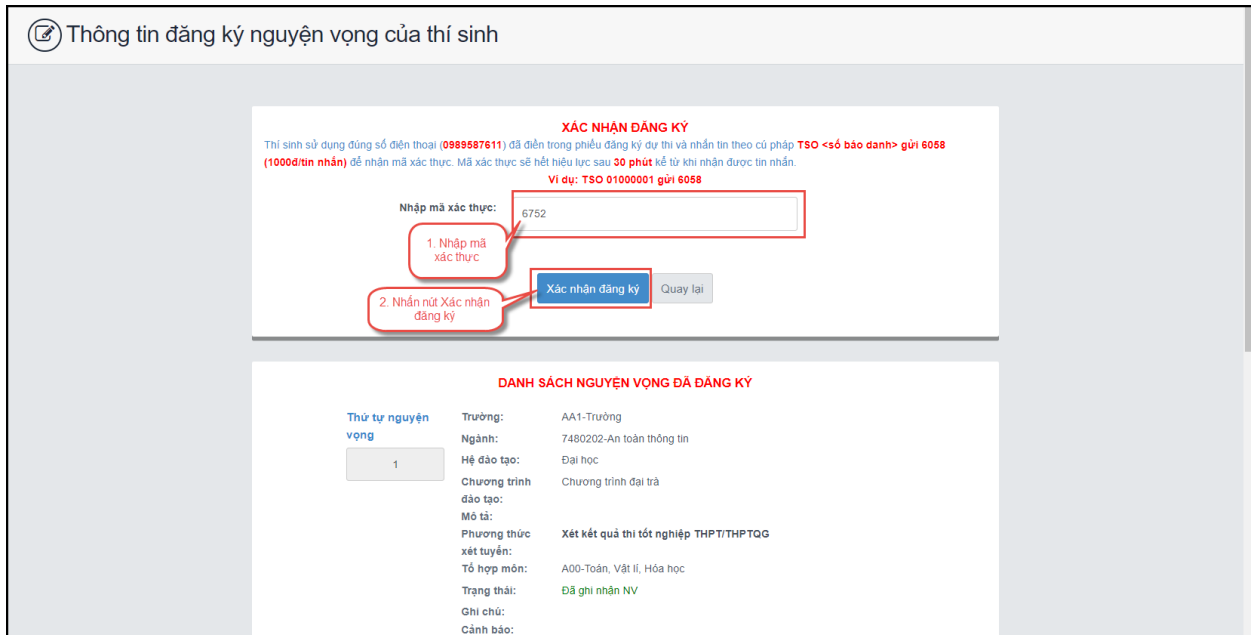 Thông tin đăng ký nguyện vọng của thí sinh
XÁC NHẬN ĐĂNG KÝ
Thí sinh sử dụng đúng số điện thoại (0989587611) đã điền trong phiếu đăng ký dự thi và nhắn tin theo cú pháp TSO <số báo danh> gửi 6058
(1000đ/tin nhắn) để nhận mã xác thực. Mã xác thực sẽ hết hiệu lực sau 30 phút kể từ khi nhận được tin nhắn.
Ví dụ: TSO 01000001 gửi 6058
Nhập mã xác thực: 6752
1. Nhập mã
xác thực
Xác nhận đăng ký Quay lại
2. Nhấn nút Xác nhận
đăng ký
DANH SÁCH NGUYỆN VỌNG ĐÃ ĐĂNG KÝ
Thứ tự nguyện
vọng
1
Trường: AA1-Trường
Ngành: 7480202-An toàn thông tin
Hệ đào tạo: Đại học
Chương trình Chương trình đại trà
đào tạo:
Mô tả:
Phương thức Xét kết quả thi tốt nghiệp THPT/THPTQG
xét tuyển:
Tổ hợp môn: A00-Toán, Vật lí, Hóa học
Trạng thái: Đã ghi nhận NV
Ghi chú:
Cảnh báo: